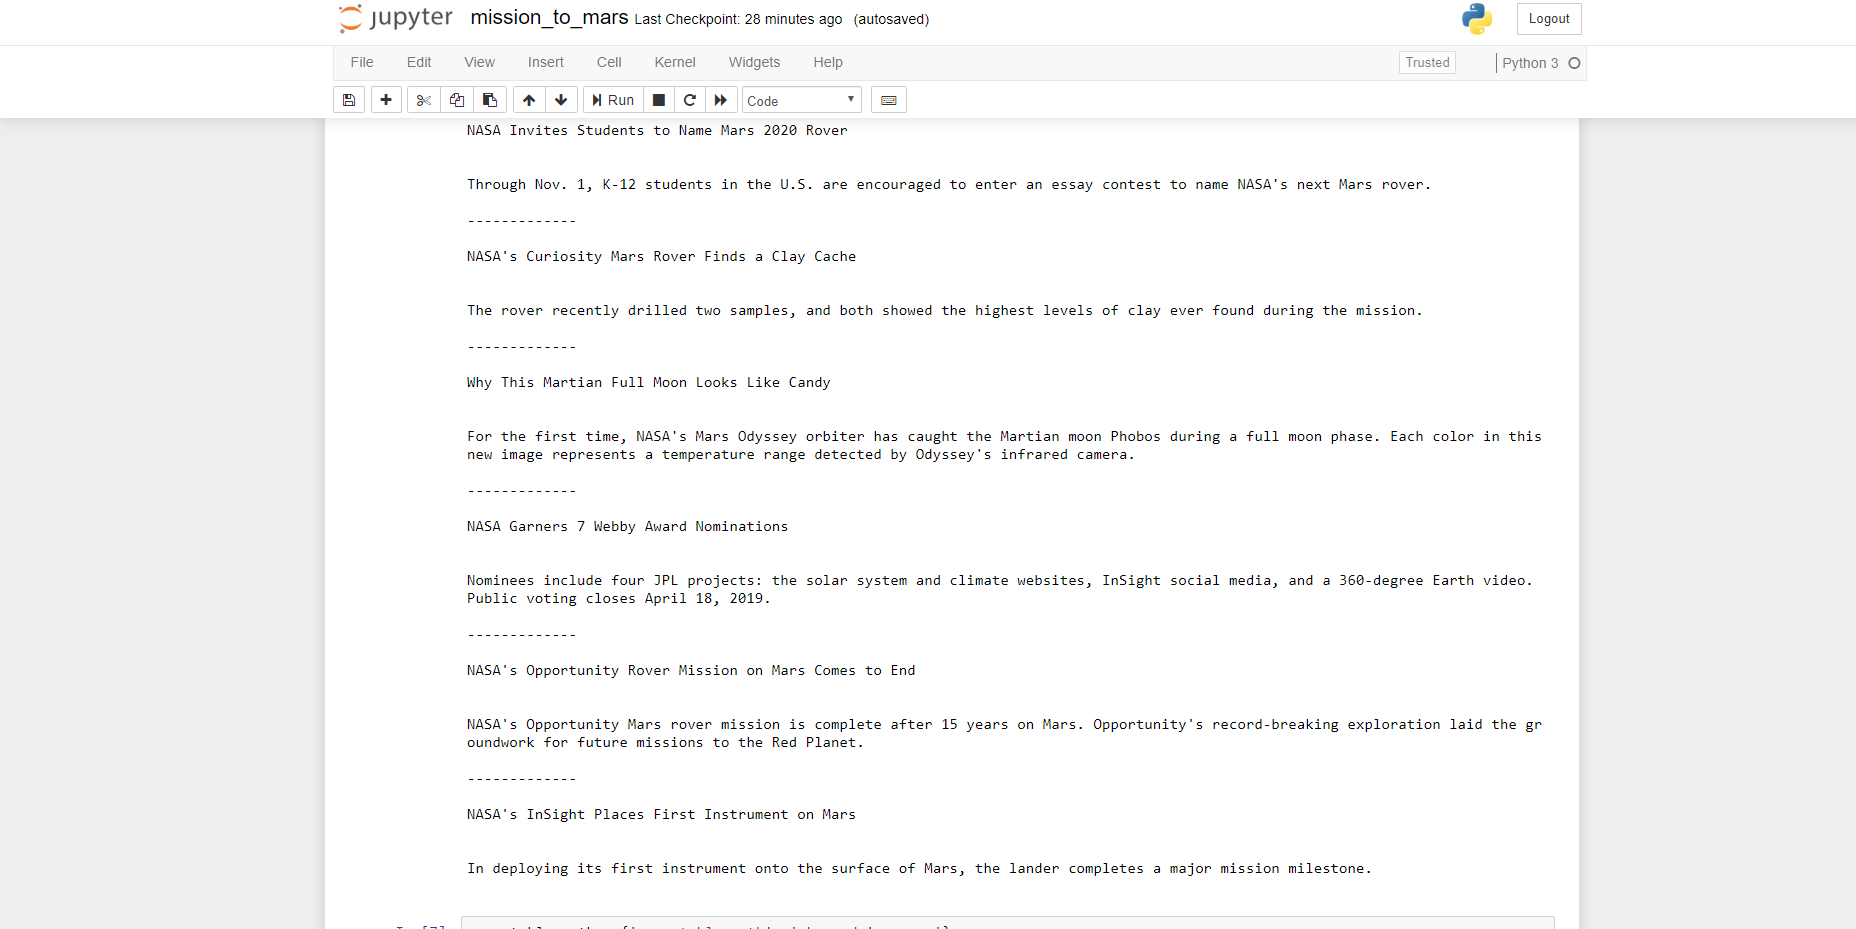 jupyter mission_to_mars Last Checkpoint: 28 minutes ago (autosaved) Logout
File Edit View Insert Cell Kernel Widgets Help Trusted Python 3
Run Code
NASA Invites Students to Name Mars 2020 Rover
Through Nov. 1, K-12 students in the U.S. are encouraged to enter an essay contest to name NASA's next Mars rover.
-------------
NASA's Curiosity Mars Rover Finds a Clay Cache
The rover recently drilled two samples, and both showed the highest levels of clay ever found during the mission.
-------------
Why This Martian Full Moon Looks Like Candy
For the first time, NASA's Mars Odyssey orbiter has caught the Martian moon Phobos during a full moon phase. Each color in this
new image represents a temperature range detected by Odyssey's infrared camera.
-------------
NASA Garners 7 Webby Award Nominations
Nominees include four JPL projects: the solar system and climate websites, InSight social media, and a 360-degree Earth video.
Public voting closes April 18, 2019.
-------------
NASA's Opportunity Rover Mission on Mars Comes to End
NASA's Opportunity Mars rover mission is complete after 15 years on Mars. Opportunity's record-breaking exploration laid the gr
oundwork for future missions to the Red Planet.
-------------
NASA's InSight Places First Instrument on Mars
In deploying its first instrument onto the surface of Mars, the lander completes a major mission milestone.